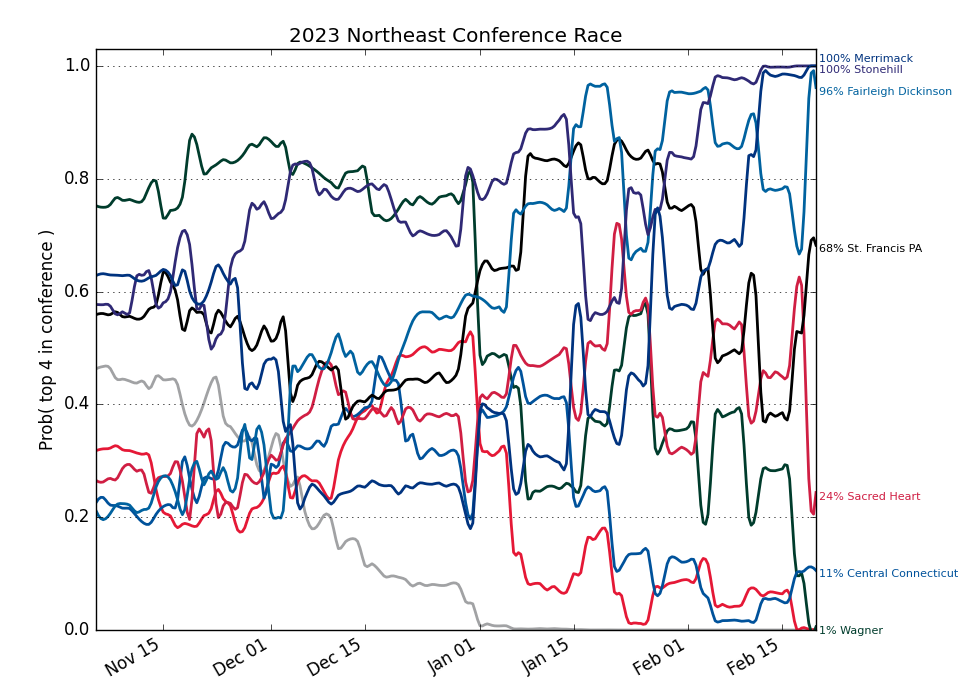 2023 Northeast Conference Race
1.0
0.8
0.6
0.4
0.2
0.0
Prob( top 4 in conference )
100% Merrimack
100% Stonehill
96% Fairleigh Dickinson
68% St. Francis PA
24% Sacred Heart
11% Central Connecticut
1% Wagner
Nov 15
Dec 01
Dec 15
Jan 01
Jan 15
Feb 01
Feb 15